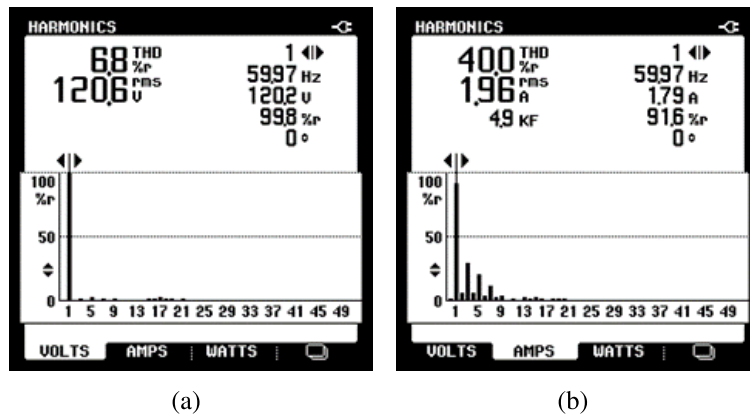 HARMONICS
6.8 THD %r
120.6 rms V
1
59.97 Hz
120.2 V
99.8 %r
0 °
100
%r
50
0
1 5 9 13 17 21 25 29 33 37 41 45 49
VOLTS AMPS WATTS
(a)
HARMONICS
40.0 THD %r
1.96 rms A
4.9 KF
1
59.97 Hz
1.79 A
91.6 %r
0 °
100
%r
50
0
1 5 9 13 17 21 25 29 33 37 41 45 49
VOLTS AMPS WATTS
(b)